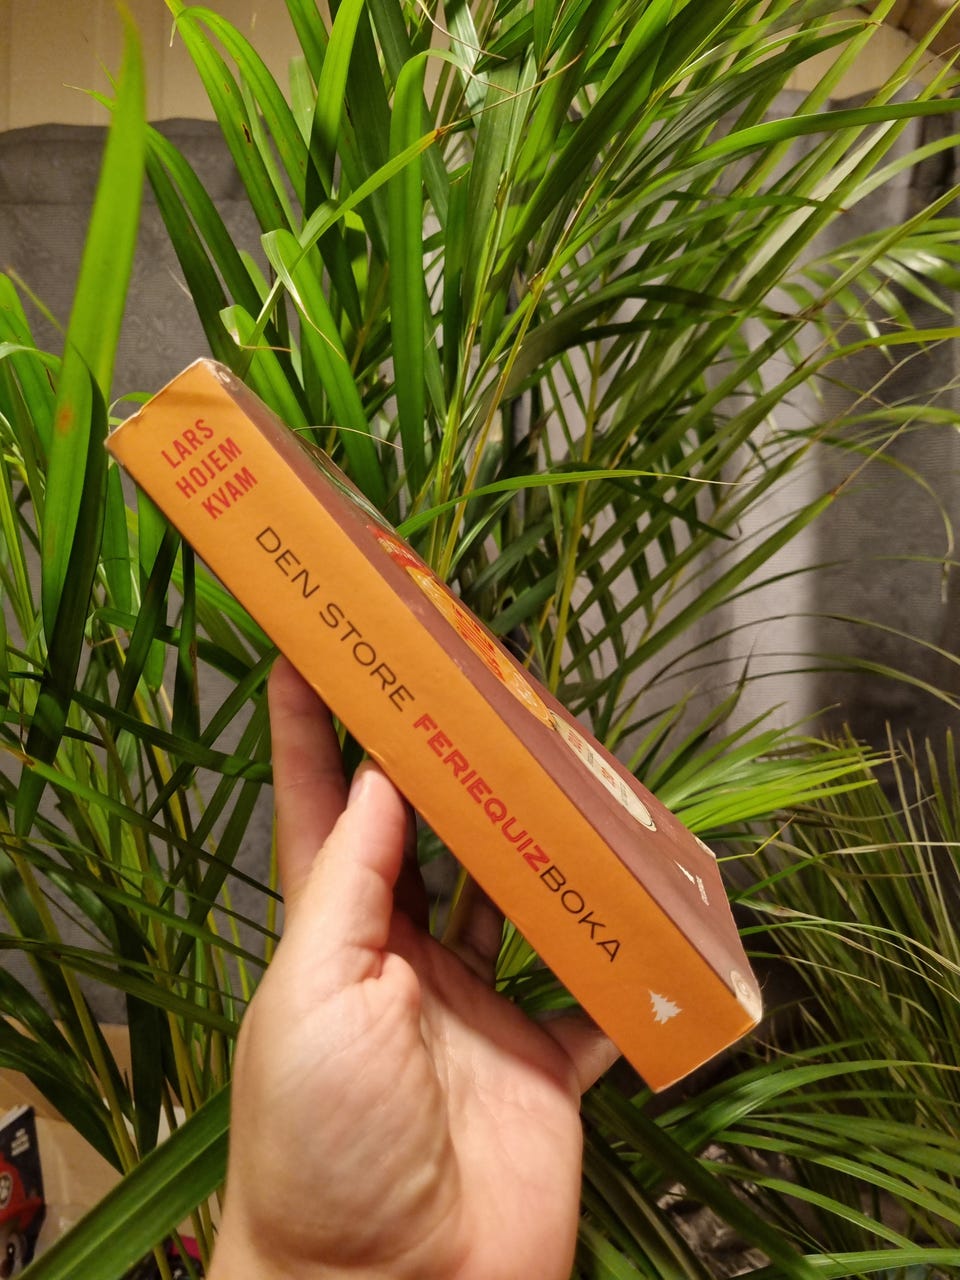 LARS
HOJEM
KVAM
DEN STORE FERIEQUIZBOKA